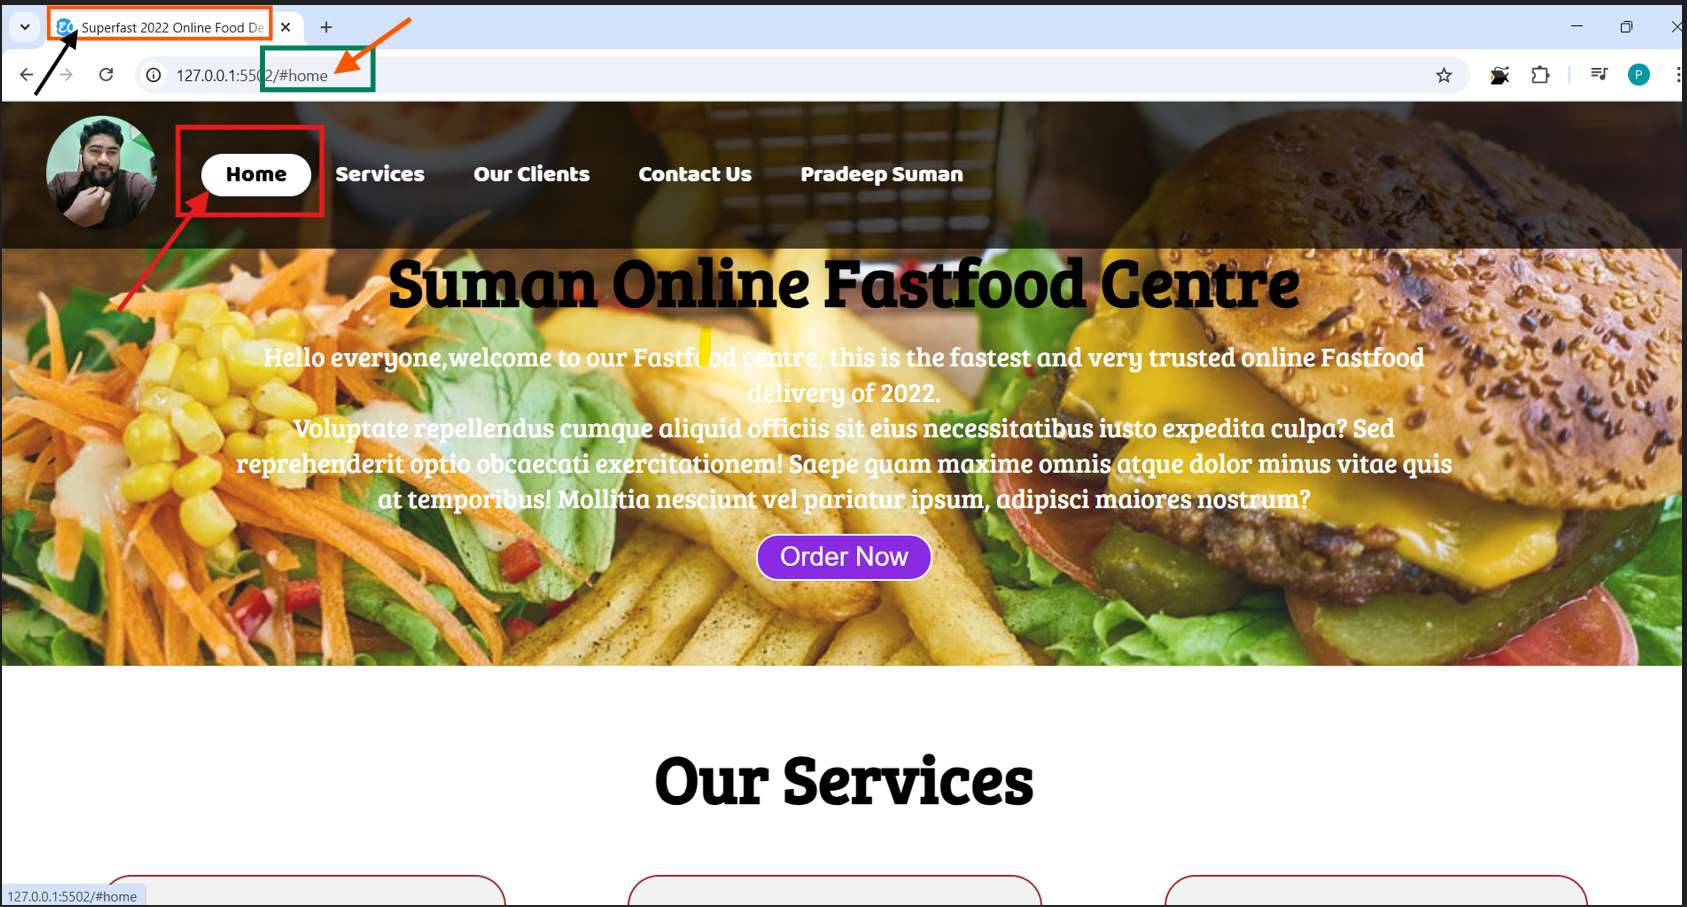 Superfast 2022 Online Food De
127.0.0.1:5502/#home
P
Home
Services
Our Clients
Contact Us
Pradeep Suman
Suman Online Fastfood Centre
Hello everyone,welcome to our Fastfood centre, this is the fastest and very trusted online Fastfood
delivery of 2022.
Voluptate repellendus cumque aliquid officiis sit eius necessitatibus iusto expedita culpa? Sed
reprehenderit optio obcaecati exercitationem! Saepe quam maxime omnis atque dolor minus vitae quis
at temporibus! Mollitia nesciunt vel pariatur ipsum, adipisci maiores nostrum?
Order Now
Our Services
127.0.0.1:5502/#home